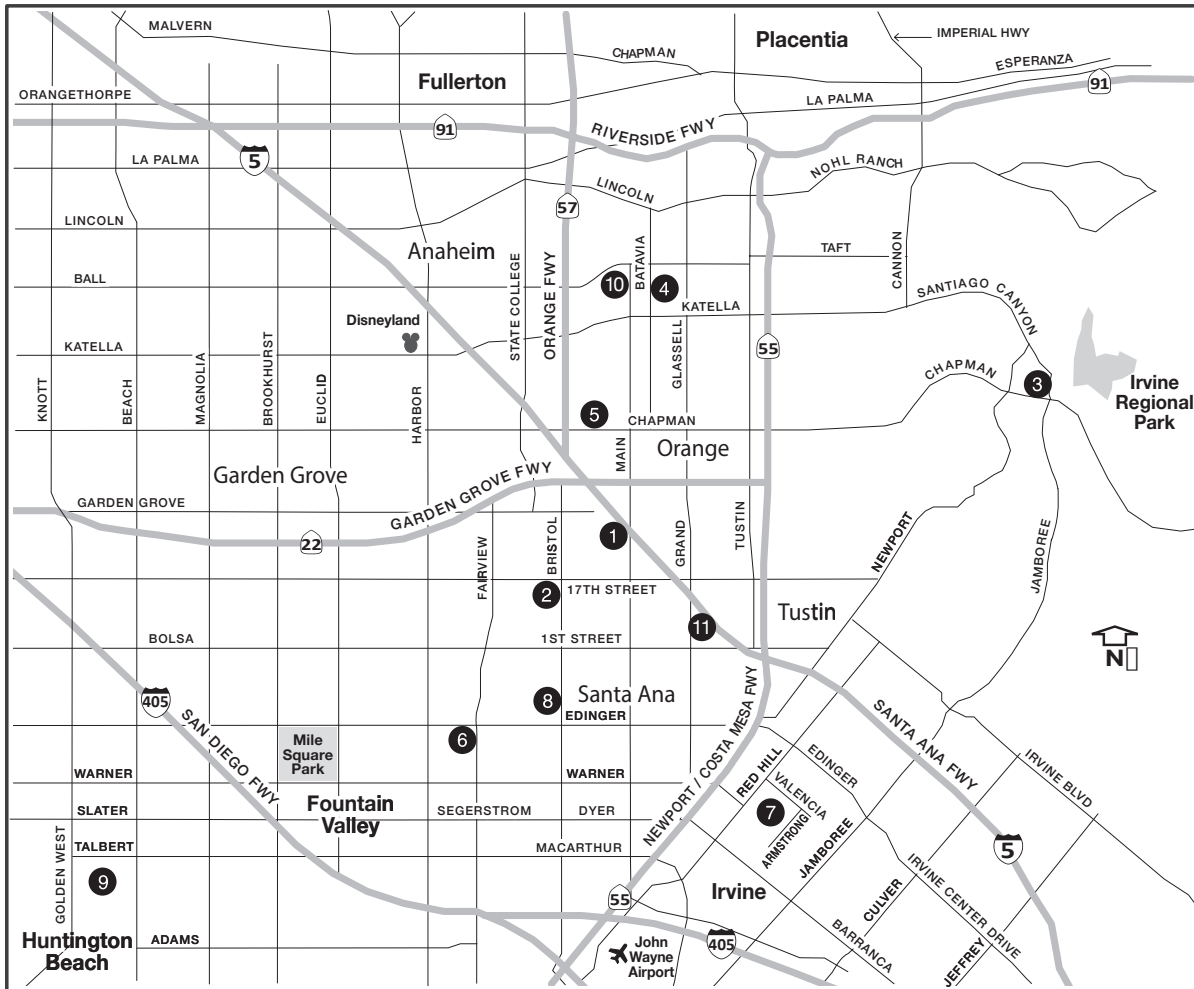 MALVERN
CHAPMAN
Placentia
IMPERIAL HWY
Fullerton
ESPERANZA
ORANGETHORPE
91
LA PALMA
91
RIVERSIDE FWY
5
LA PALMA
NOHL RANCH
LINCOLN
57
LINCOLN
Anaheim
STATE COLLEGE
ORANGE FWY
BATAVIA
TAFT
CANNON
BALL
10
4
SANTIAGO CANYON
KATELLA
Disneyland
KATELLA
GLASSELL
55
KNOTT
BEACH
MAGNOLIA
BROOKHURST
EUCLID
HARBOR
CHAPMAN
3
Irvine
Regional
Park
5
CHAPMAN
MAIN
Orange
Garden Grove
GARDEN GROVE FWY
GARDEN GROVE
22
FAIRVIEW
BRISTOL
1
GRAND
TUSTIN
NEWPORT
JAMBOREE
2
17TH STREET
11
Tustin
BOLSA
1ST STREET
N
405
SAN DIEGO FWY
8
Santa Ana
EDINGER
6
Mile
Square
Park
NEWPORT / COSTA MESA FWY
SANTA ANA FWY
WARNER
WARNER
RED HILL
EDINGER
IRVINE BLVD
VALENCIA
7
ARMSTRONG
SLATER
Fountain
Valley
SEGERSTROM
DYER
JAMBOREE
5
TALBERT
MACARTHUR
GOLDEN WEST
9
55
Irvine
CULVER
IRVINE CENTER DRIVE
BARRANCA
JEFFREY
Huntington
Beach
ADAMS
John
Wayne
Airport
405